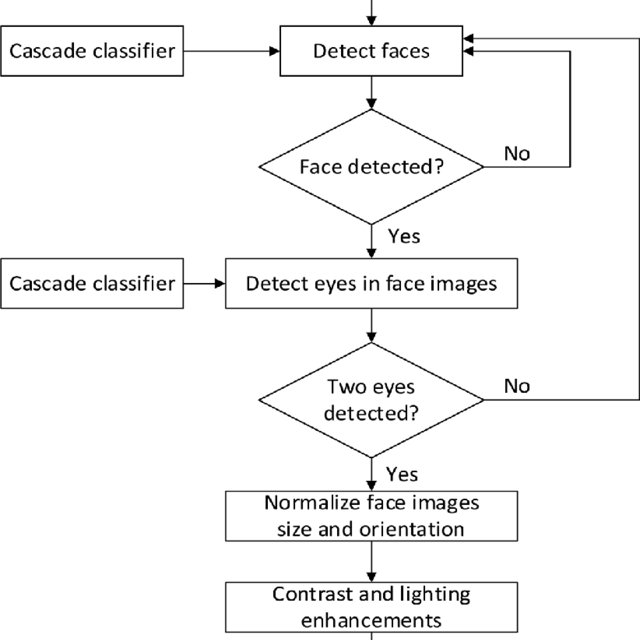 Cascade classifier
Detect faces
Face detected?
No
Yes
Cascade classifier
Detect eyes in face images
Two eyes
detected?
No
Yes
Normalize face images
size and orientation
Contrast and lighting
enhancements